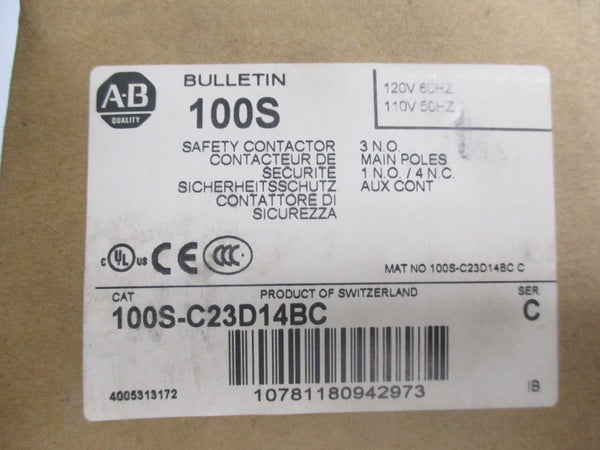 A-B
QUALITY
BULLETIN
100S
120V 60HZ
110V 50HZ
SAFETY CONTACTOR
CONTACTEUR DE
SECURITE
SICHERHEITSSCHUTZ
CONTATTORE DI
SICUREZZA
3 N.O.
MAIN POLES
1 N.O. / 4 N.C.
AUX CONT
C UL US CE CCC
MAT NO 100S-C23D14BC C
CAT
PRODUCT OF SWITZERLAND
SER
100S-C23D14BC
C
4005313172
10781180942973
IB